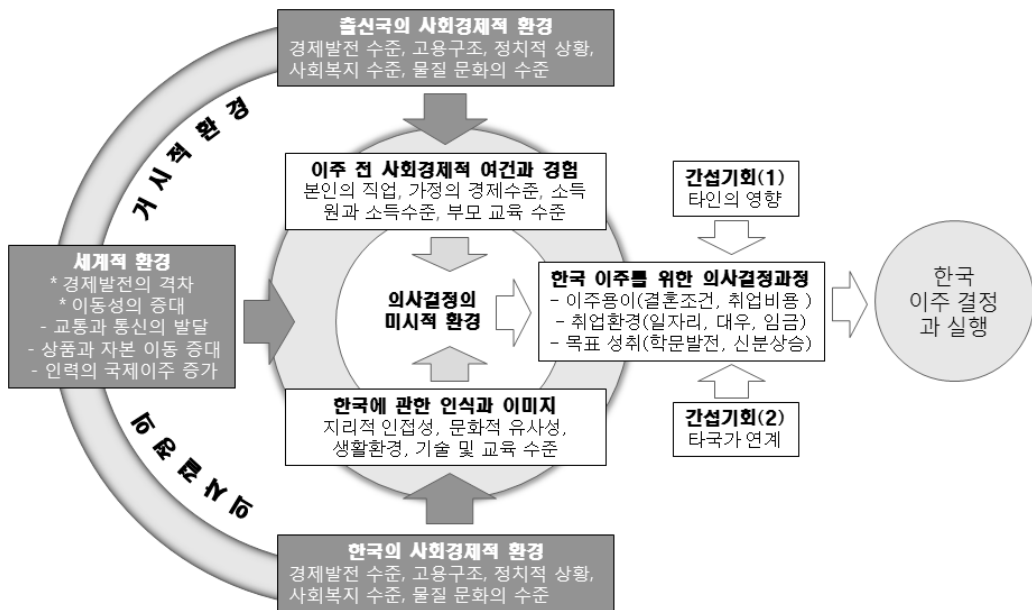 출신국의 사회경제적 환경
경제발전 수준, 고용구조, 정치적 상황,
사회복지 수준, 물질 문화의 수준
의사결정의 거시적환경
이주 전 사회경제적 여건과 경험
본인의 직업, 가정의 경제수준, 소득
원과 소득수준, 부모 교육 수준
간섭기회(1)
타인의 영향
세계적 환경
* 경제발전의 격차
* 이동성의 증대
- 교통과 통신의 발달
- 상품과 자본 이동 증대
- 인력의 국제이주 증가
의사결정의
미시적 환경
한국 이주를 위한 의사결정과정
- 이주용이(결혼조건, 취업비용 )
- 취업환경(일자리, 대우, 임금)
- 목표 성취(학문발전, 신분상승)
한국
이주 결정
과 실행
한국에 관한 인식과 이미지
지리적 인접성, 문화적 유사성,
생활환경, 기술 및 교육 수준
간섭기회(2)
타국가 연계
한국의 사회경제적 환경
경제발전 수준, 고용구조, 정치적 상황,
사회복지 수준, 물질 문화의 수준